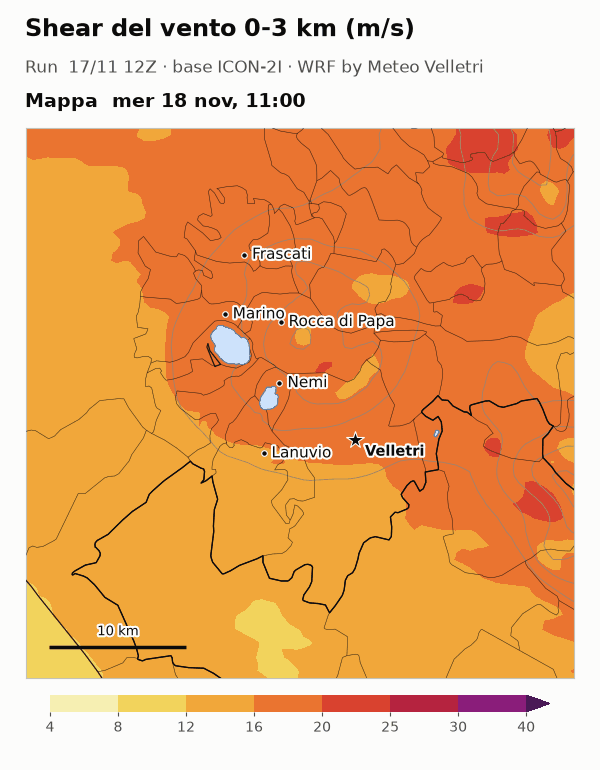 Shear del vento 0-3 km (m/s)
Run  17/11 12Z · base ICON-2I · WRF by Meteo Velletri
Mappa  mer 18 nov, 11:00
Frascati
Marino
Rocca di Papa
Nemi
Velletri
Lanuvio
10 km
4 8 12 16 20 25 30 40